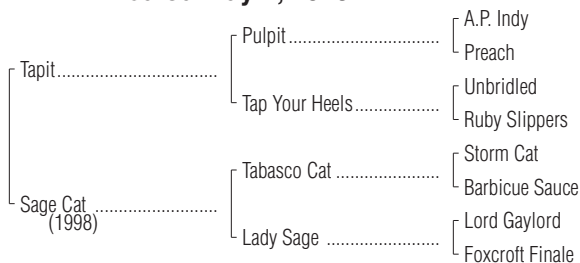 A.P. Indy
Pulpit
Preach
Tapit
Unbridled
Tap Your Heels
Ruby Slippers
Storm Cat
Tabasco Cat
Barbicue Sauce
Sage Cat
(1998)
Lord Gaylord
Lady Sage
Foxcroft Finale